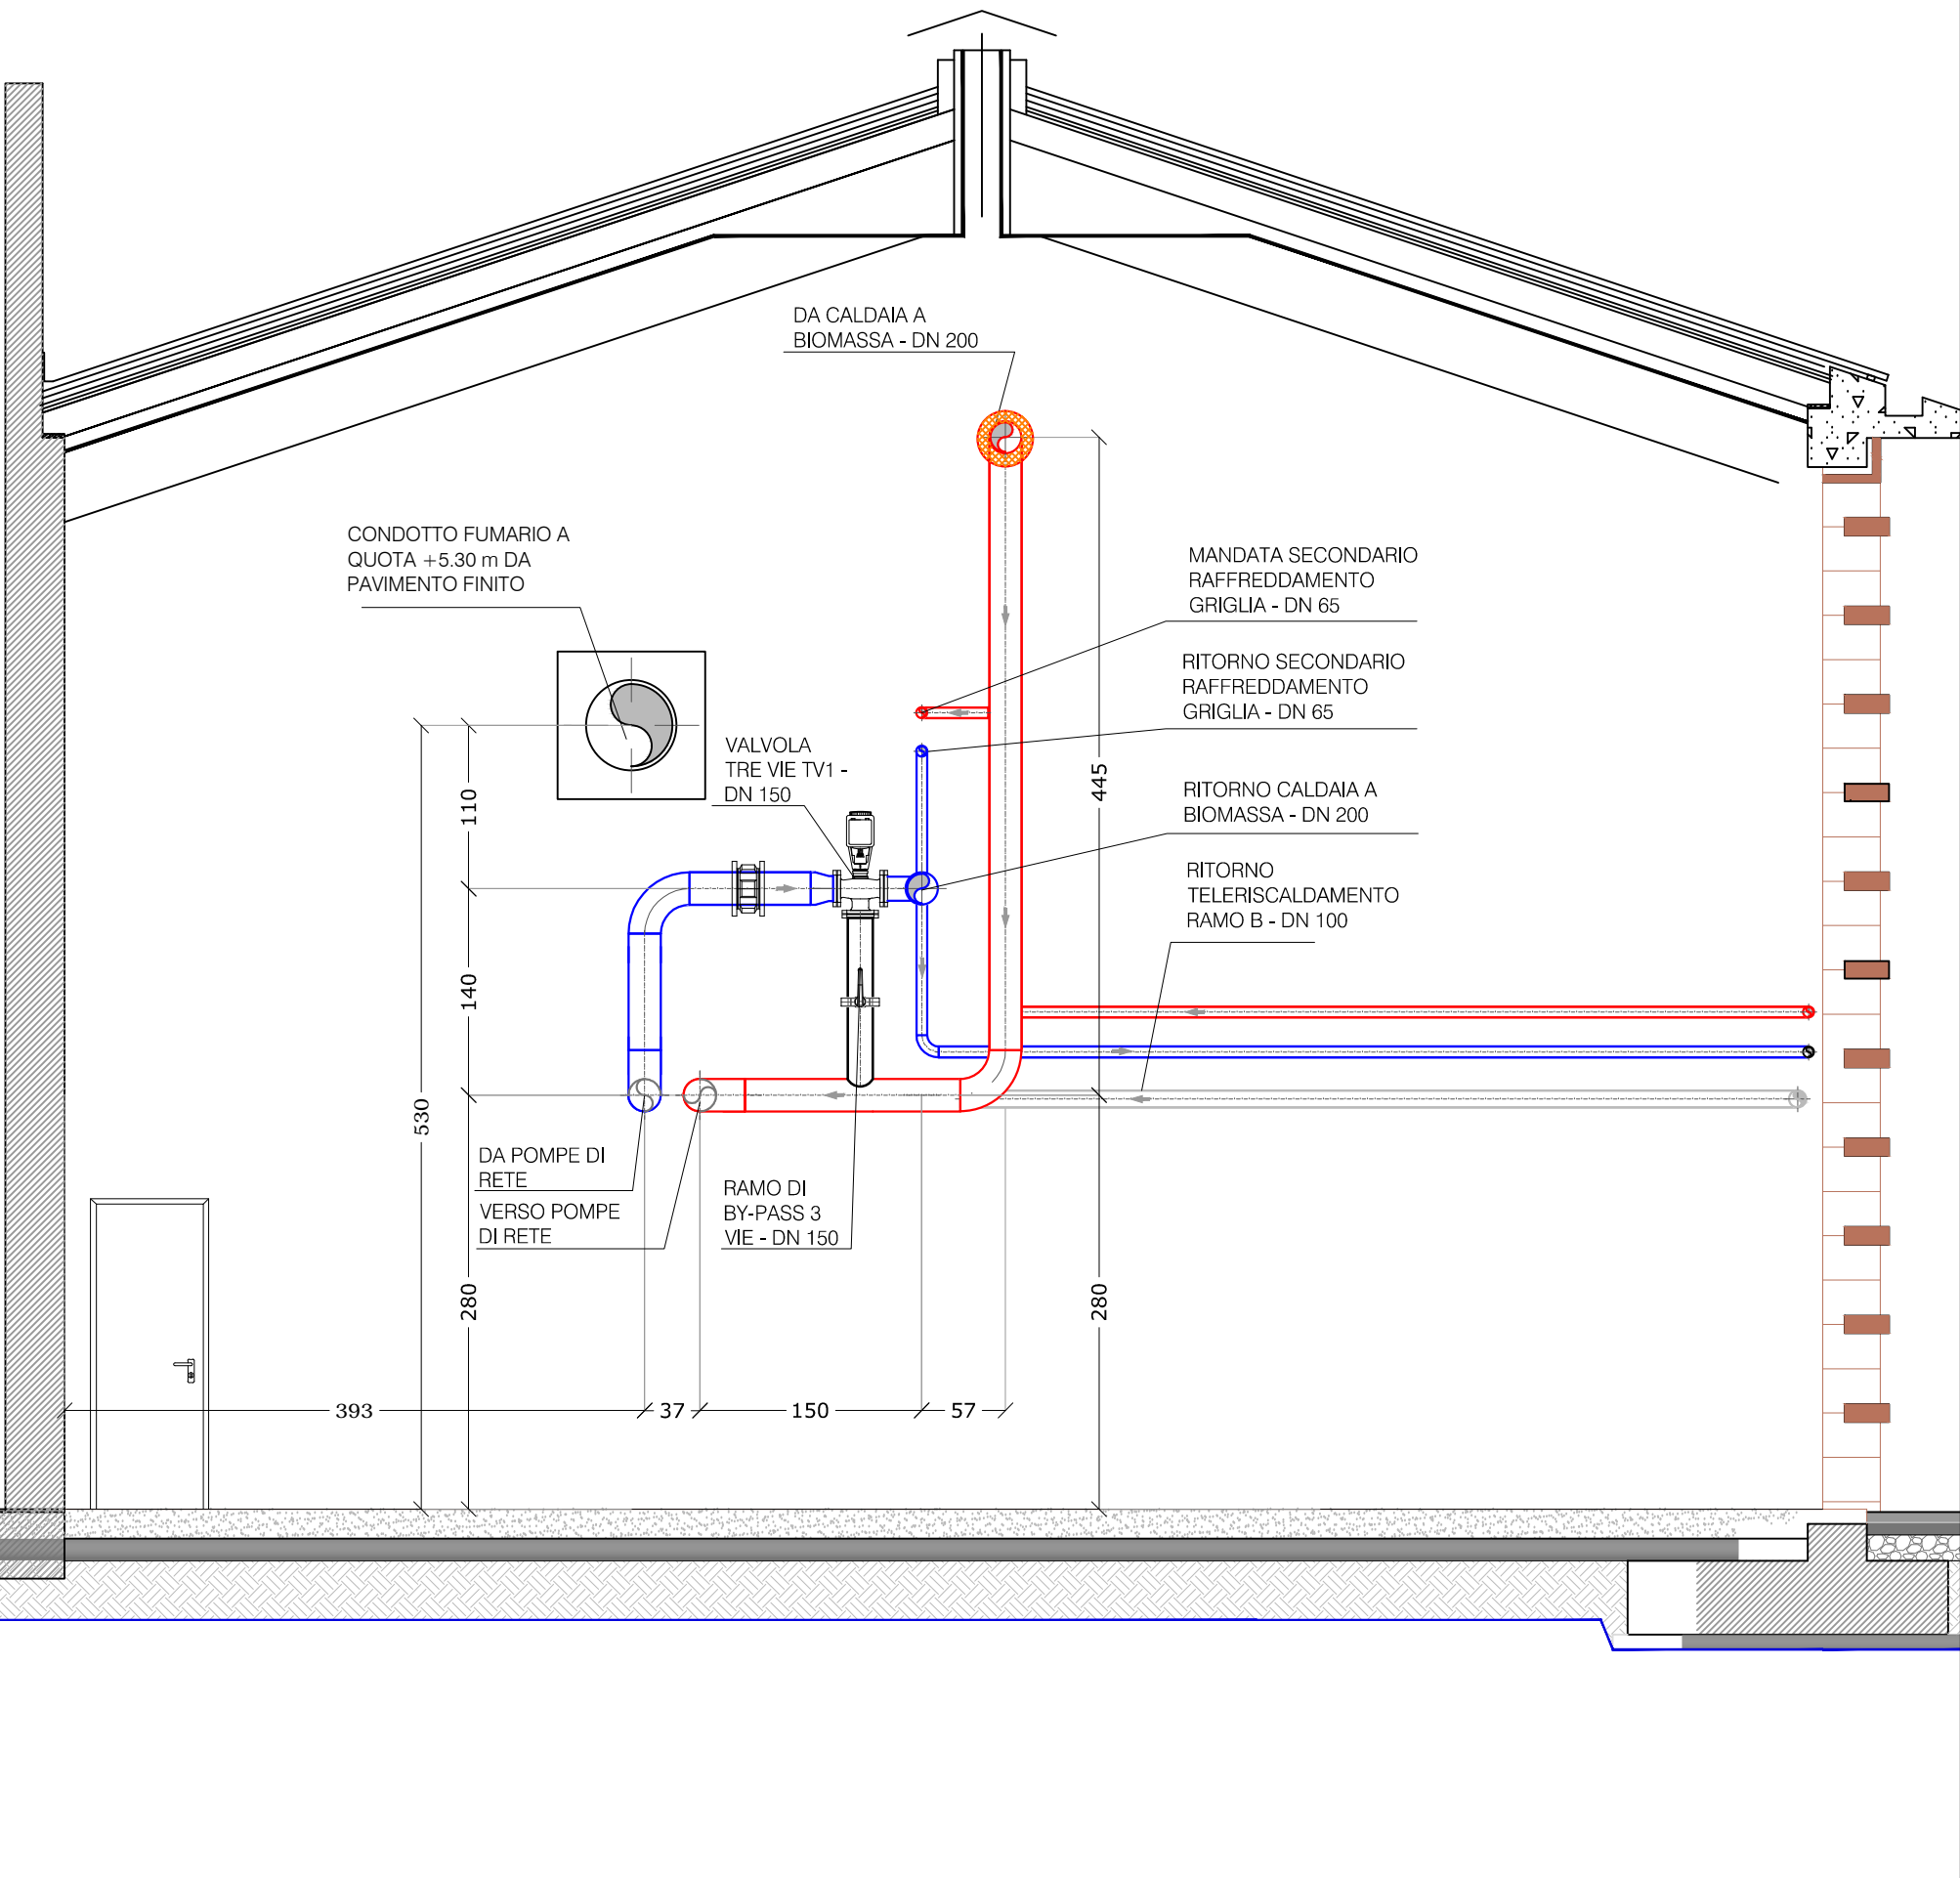 DA CALDAIA A
BIOMASSA - DN 200
CONDOTTO FUMARIO A
QUOTA +5.30 m DA
PAVIMENTO FINITO
MANDATA SECONDARIO
RAFFREDDAMENTO
GRIGLIA - DN 65
RITORNO SECONDARIO
RAFFREDDAMENTO
GRIGLIA - DN 65
VALVOLA
TRE VIE TV1 -
DN 150
RITORNO CALDAIA A
BIOMASSA - DN 200
RITORNO
TELERISCALDAMENTO
RAMO B - DN 100
110
445
140
530
DA POMPE DI
RETE
VERSO POMPE
DI RETE
RAMO DI
BY-PASS 3
VIE - DN 150
280
280
393
37
150
57